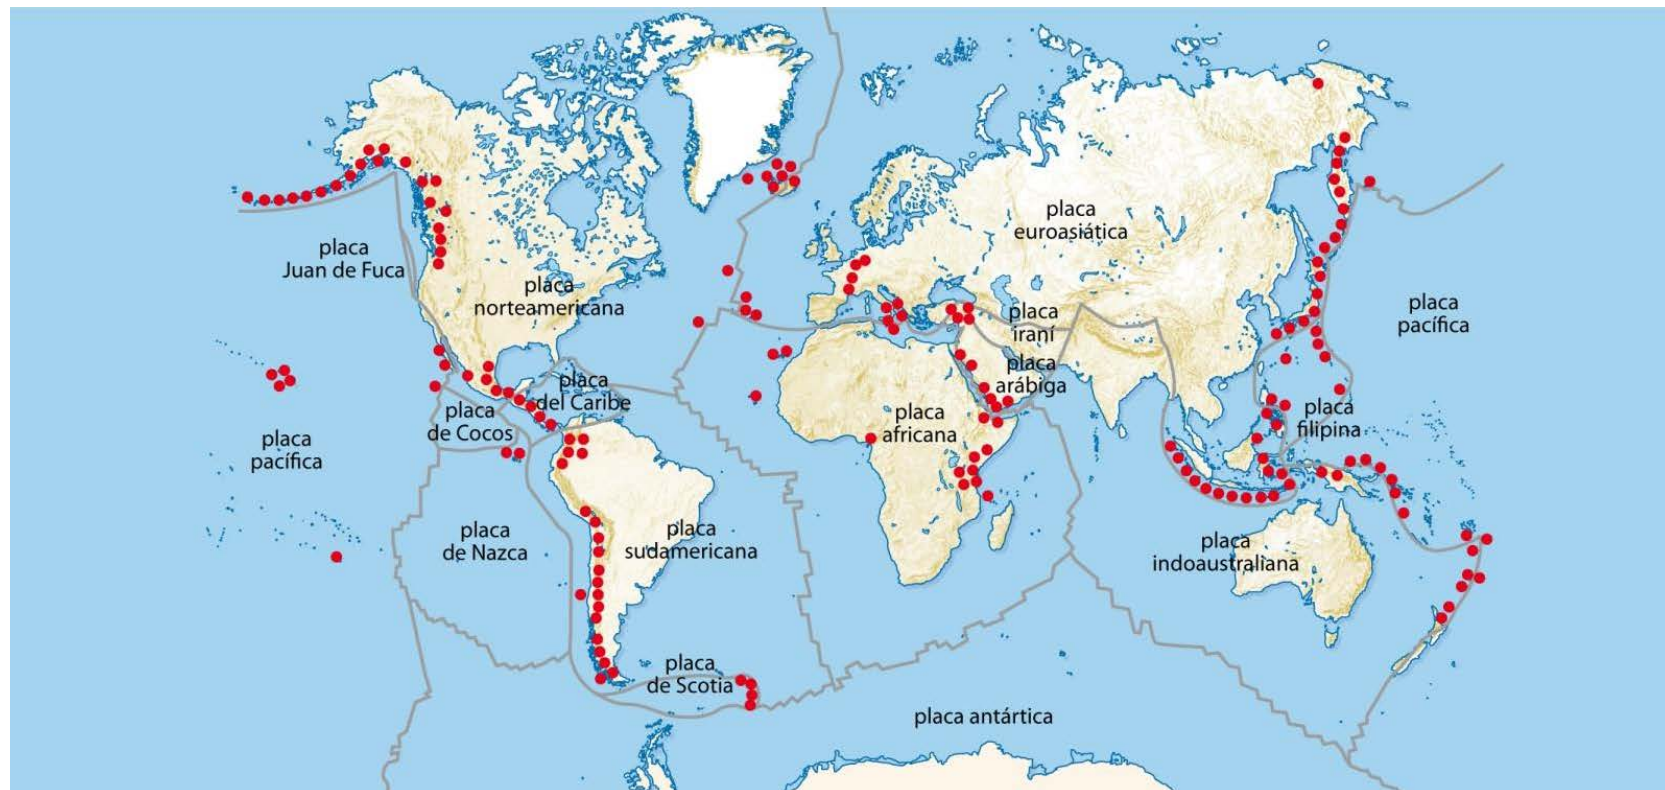 placa
euroasiática
placa
Juan de Fuca
placa
norteamericana
placa
iraní
placa
pacífica
placa
arábiga
placa
del Caribe
placa
de Cocos
placa
africana
placa
filipina
placa
pacífica
placa
de Nazca
placa
sudamericana
placa
indoaustraliana
placa
de Scotia
placa antártica